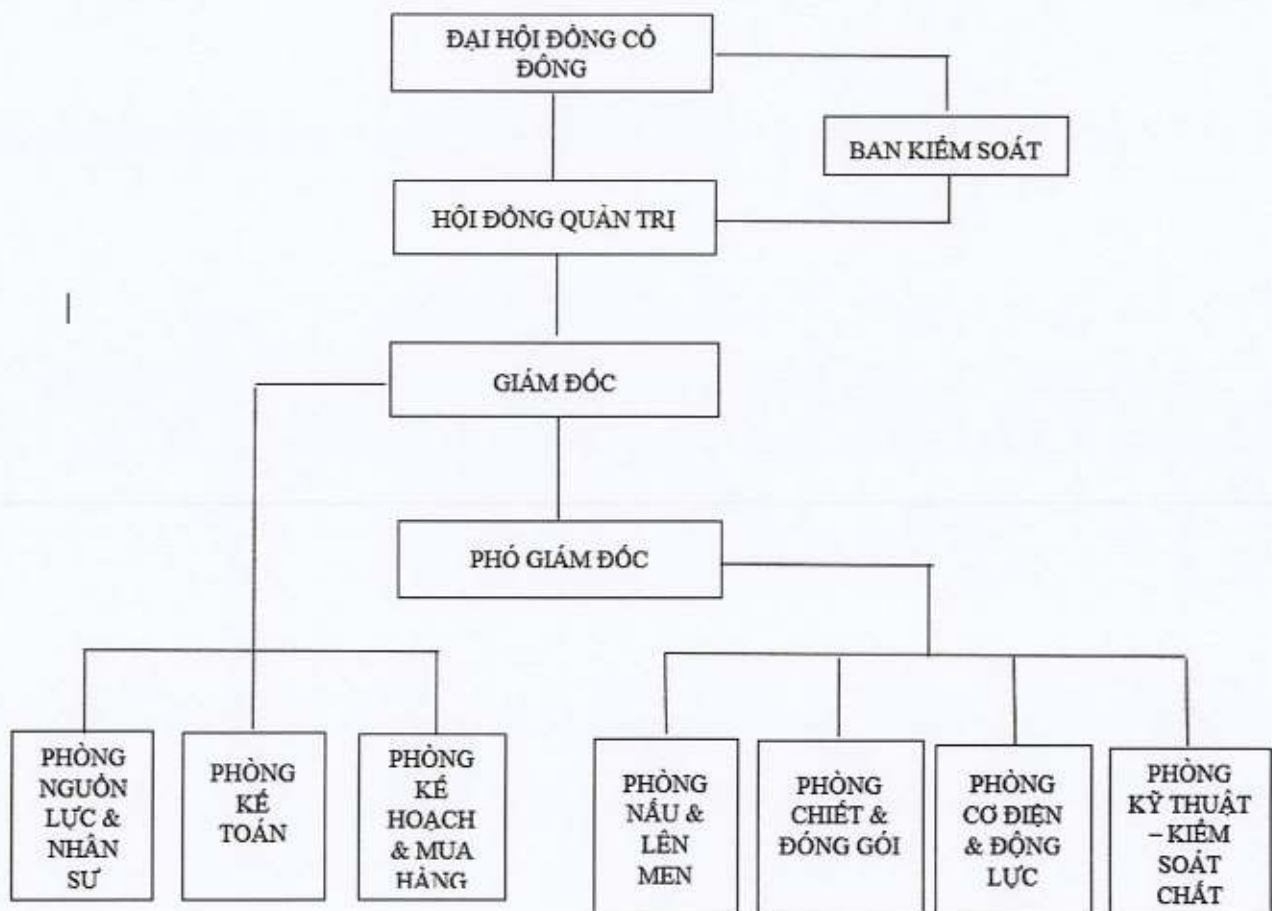 ĐẠI HỘI ĐỒNG CỔ
ĐÔNG
BAN KIỂM SOÁT
HỘI ĐỒNG QUẢN TRỊ
GIÁM ĐỐC
PHÓ GIÁM ĐỐC
PHÒNG
NGUỒN
LỰC &
NHÂN
SƯ
PHÒNG
KẾ
TOÁN
PHÒNG
KẾ
HOẠCH
& MUA
HÀNG
PHÒNG
NẤU &
LÊN
MEN
PHÒNG
CHIẾT &
ĐÓNG GÓI
PHÒNG
CƠ ĐIỆN
& ĐỘNG
LỰC
PHÒNG
KỸ THUẬT
– KIỂM
SOÁT
CHẤT